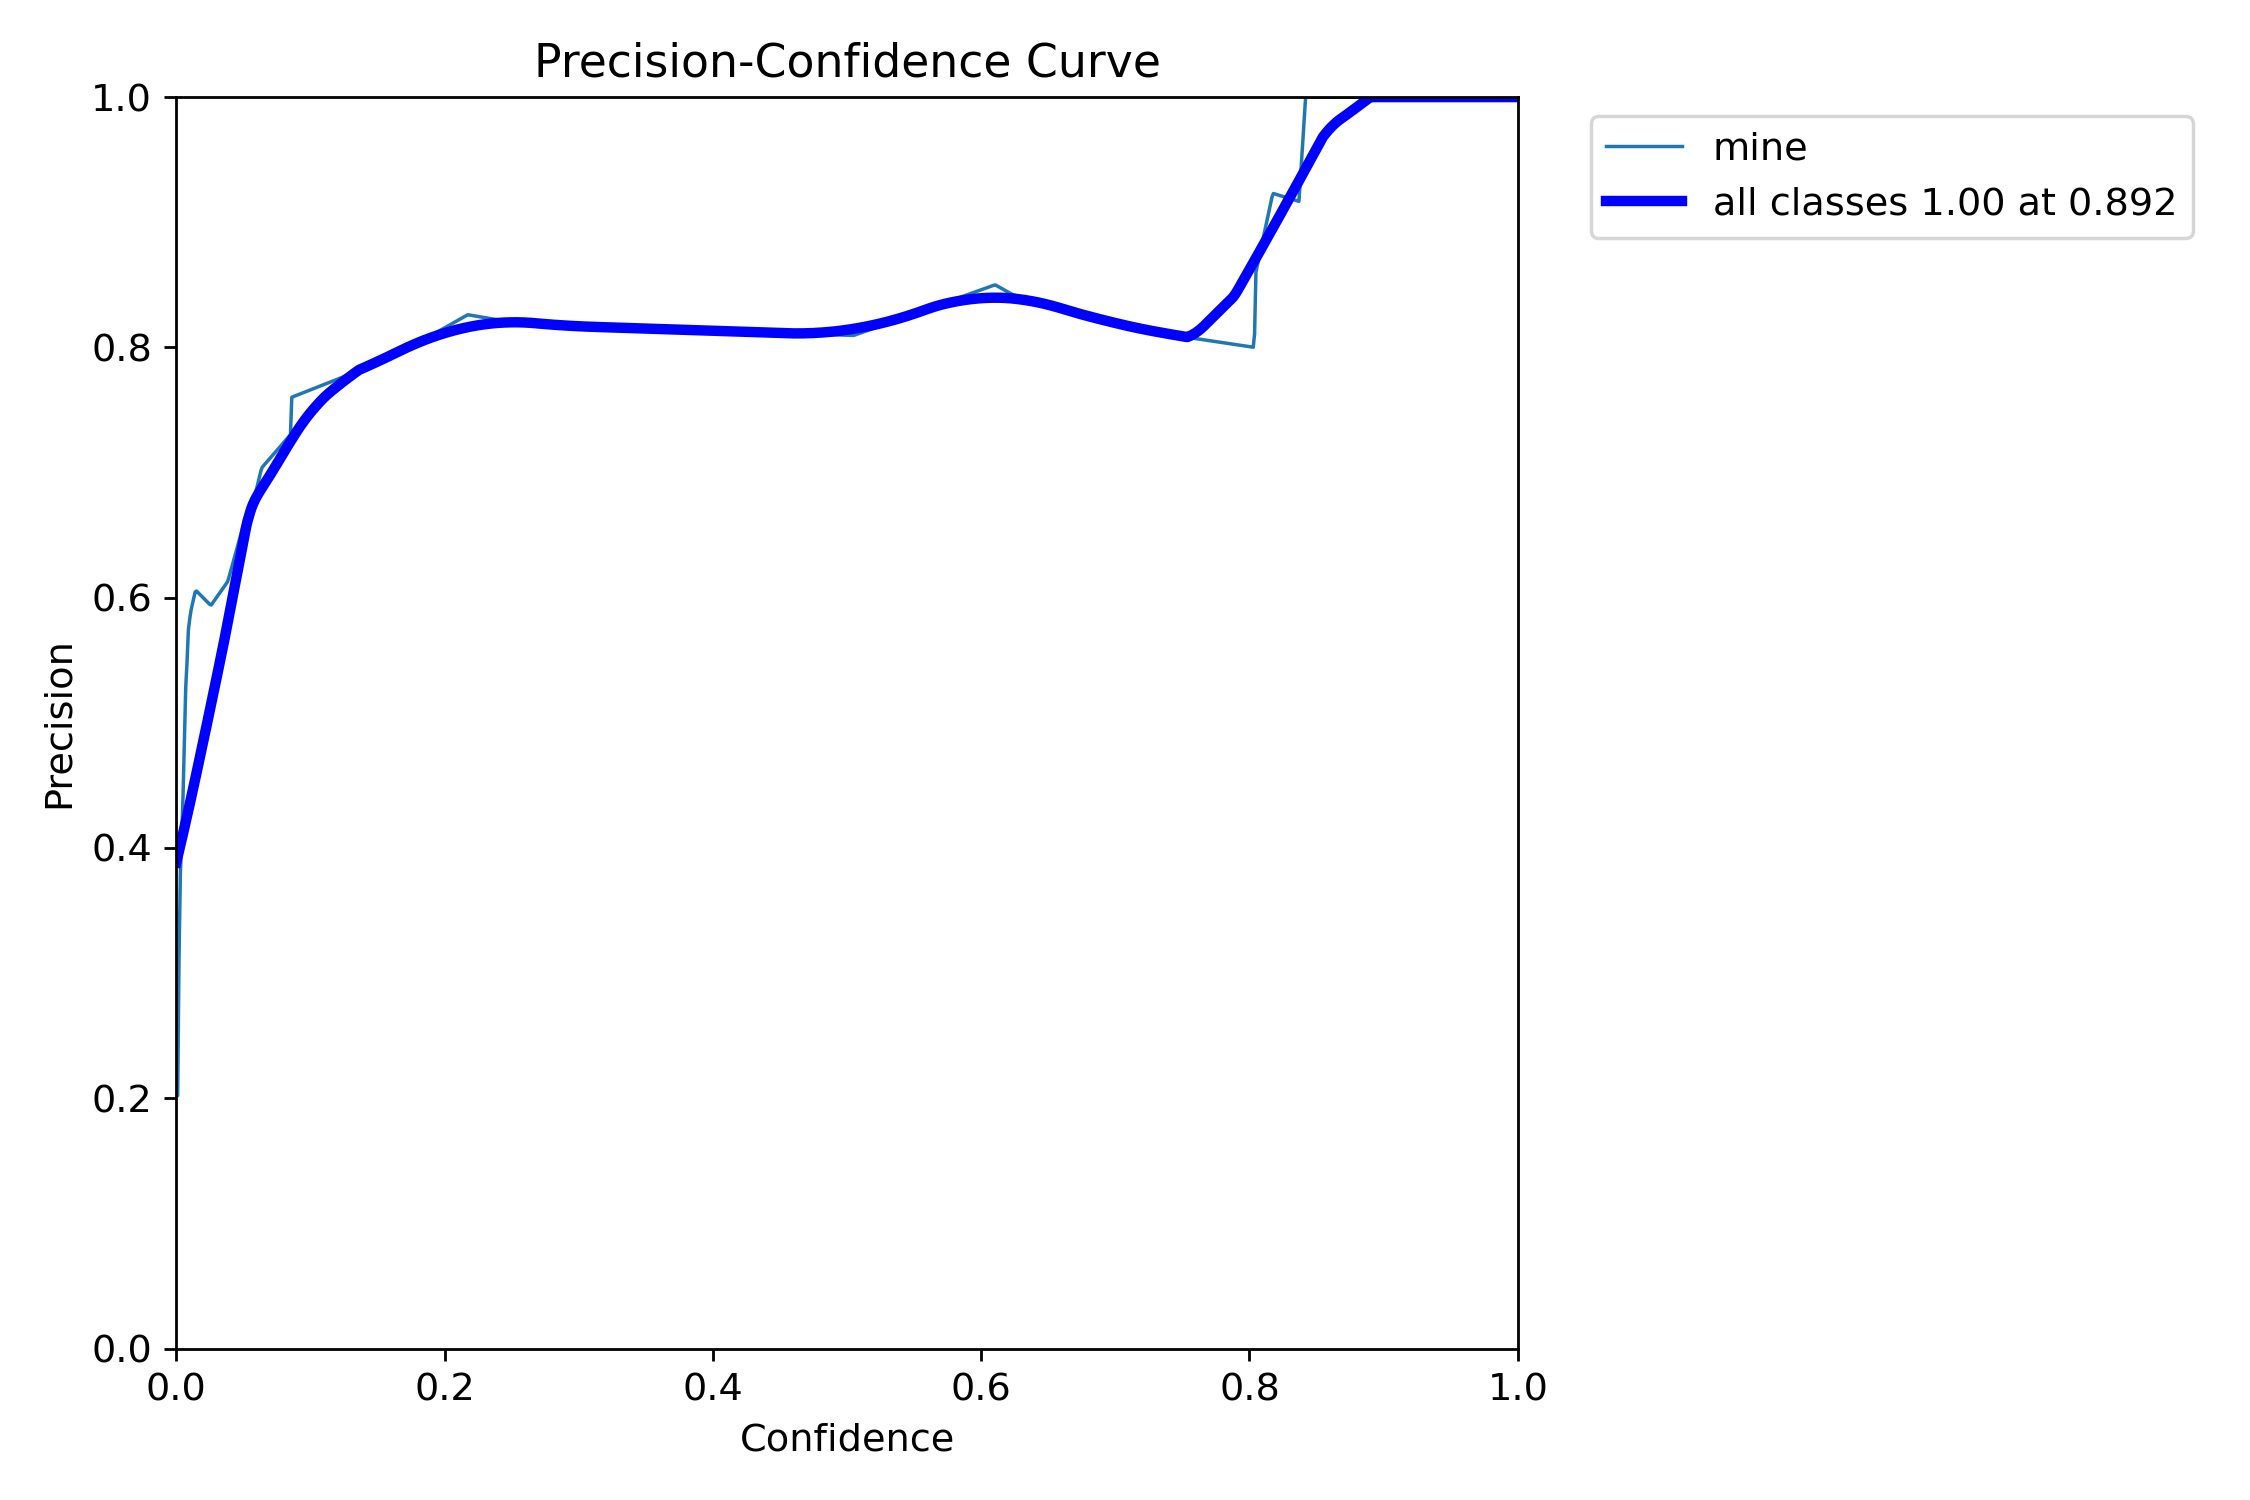 Precision-Confidence Curve
1.0
0.8
0.6
0.4
0.2
0.0
Precision
0.0 0.2 0.4 0.6 0.8 1.0
Confidence
mine
all classes 1.00 at 0.892